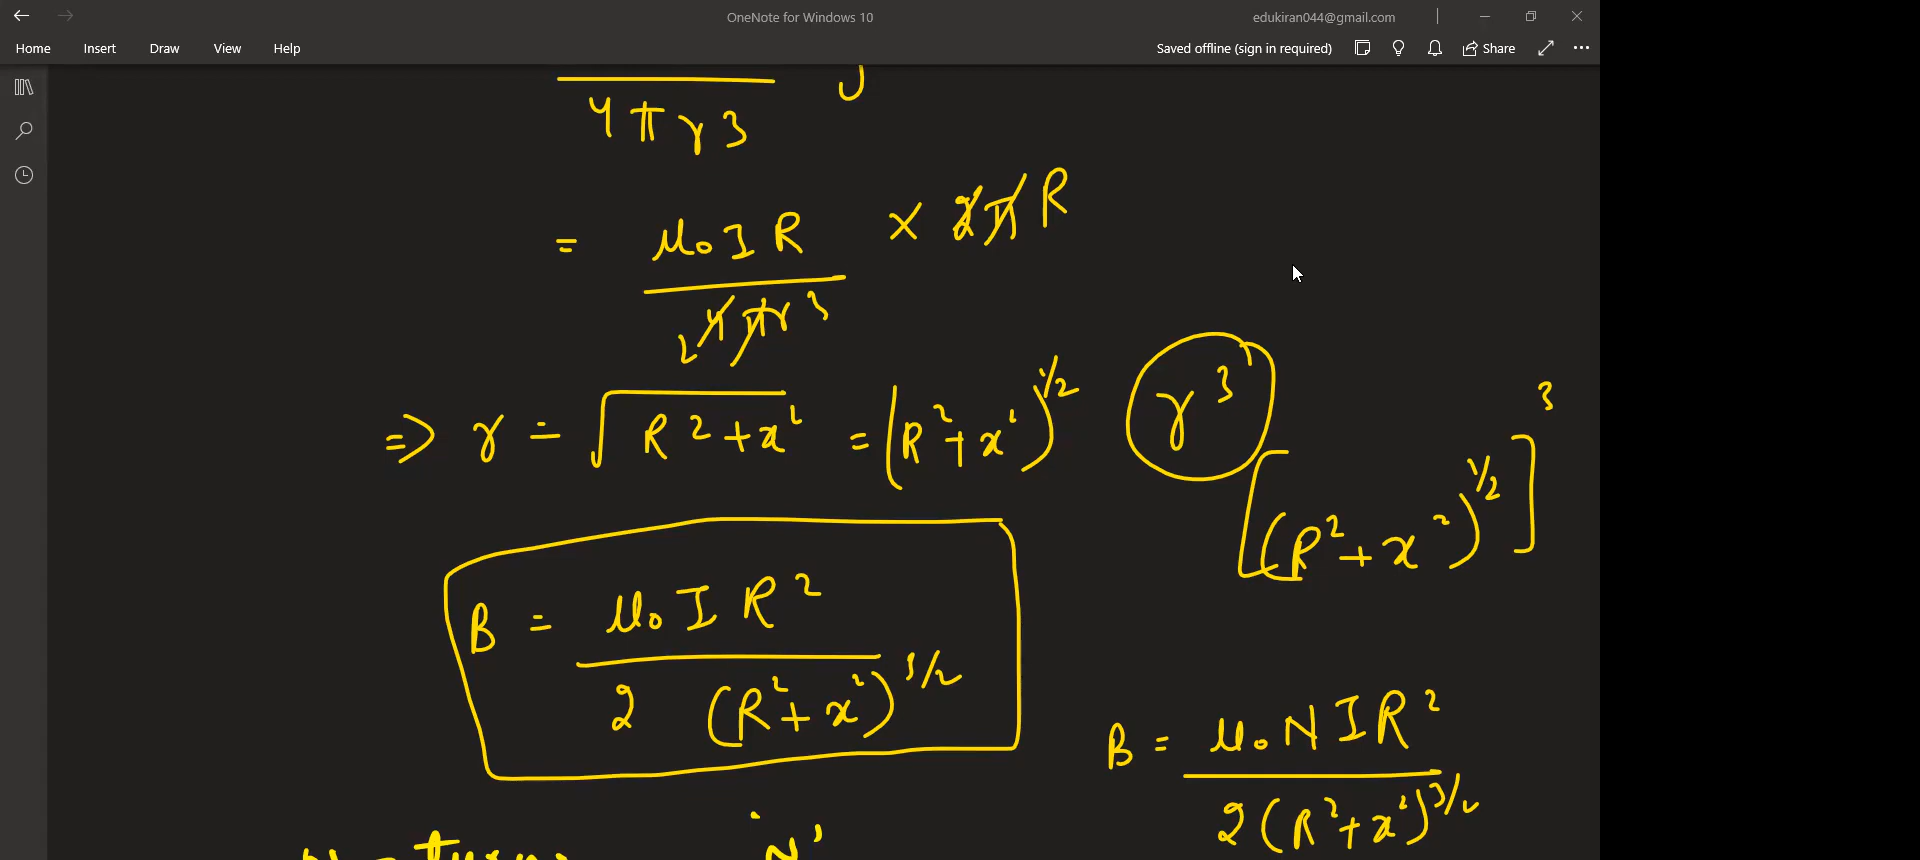 OneNote for Windows 10 edukiran044@gmail.com
Home Insert Draw View Help Saved offline (sign in required) Share
4πr3
= μ₀IR × 2πR
2 4πr³
⇒ r = √R2+x² = (R²+x²)^1/2 r³
[(R²+x²)^1/2]³
B = μ₀IR²
2 (R²+x²)^3/2
B = μ₀NIR²
2(R²+x²)^3/2